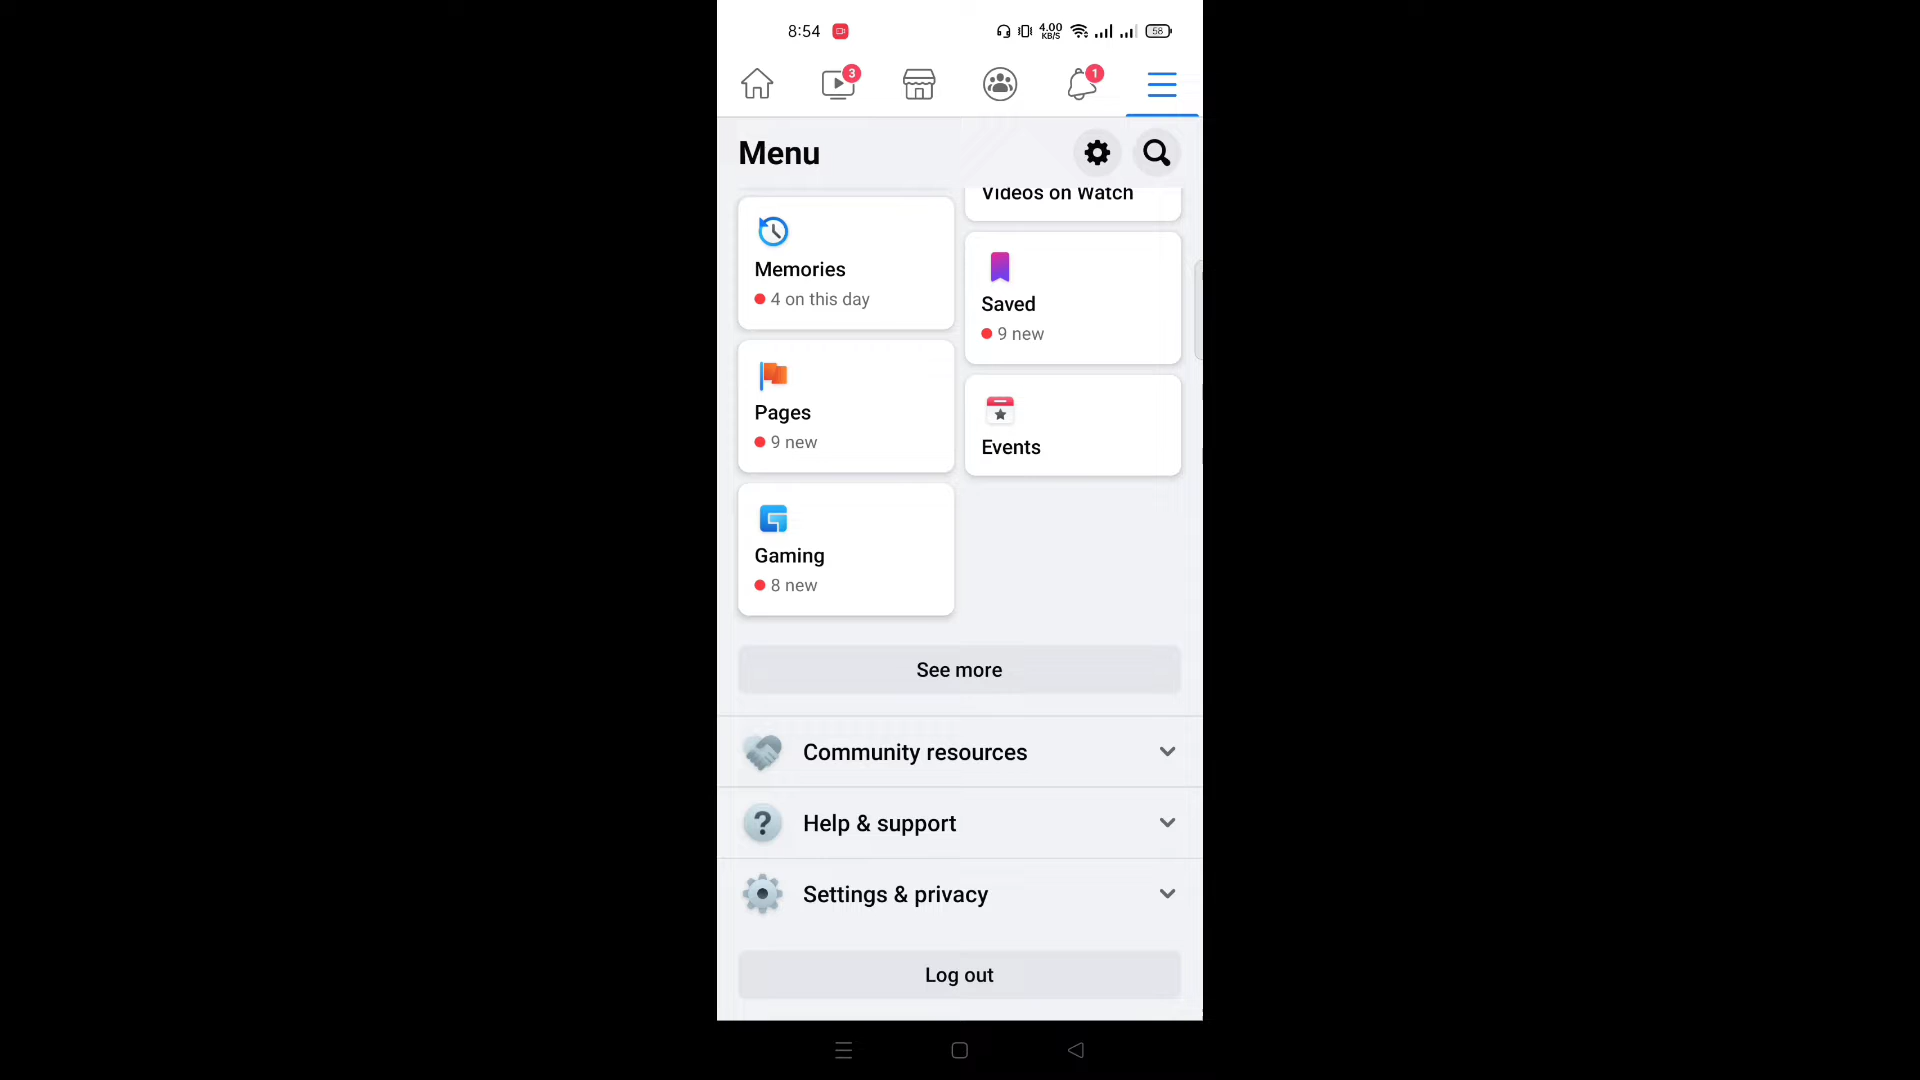 8:54
4.00
KB/S
58
3
1
Menu
Videos on Watch
Memories
4 on this day
Saved
9 new
Pages
9 new
Events
Gaming
8 new
See more
Community resources
Help & support
Settings & privacy
Log out